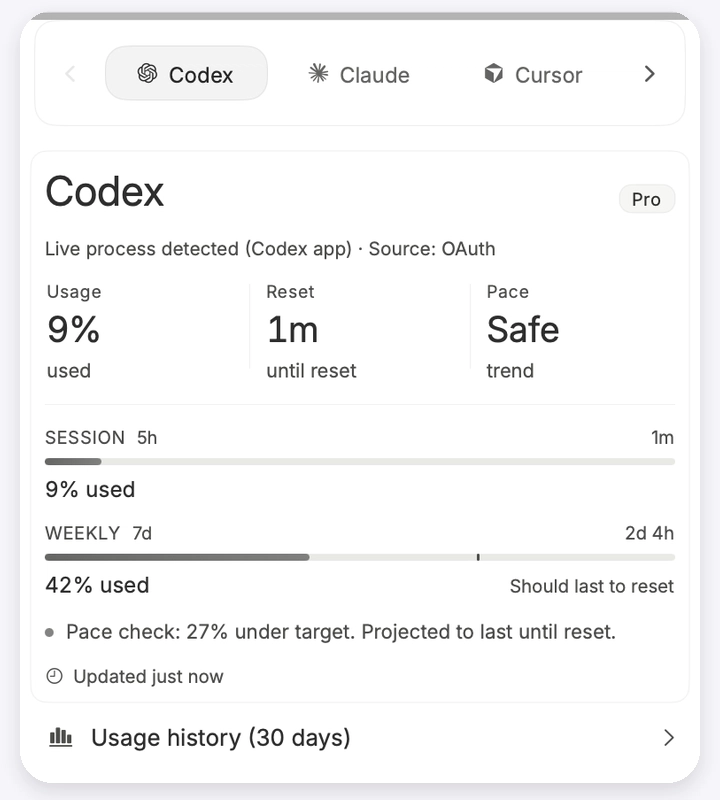 Codex Claude Cursor
Codex
Pro
Live process detected (Codex app) · Source: OAuth
Usage Reset Pace
9% 1m Safe
used until reset trend
SESSION 5h 1m
9% used
WEEKLY 7d 2d 4h
42% used Should last to reset
Pace check: 27% under target. Projected to last until reset.
Updated just now
Usage history (30 days)